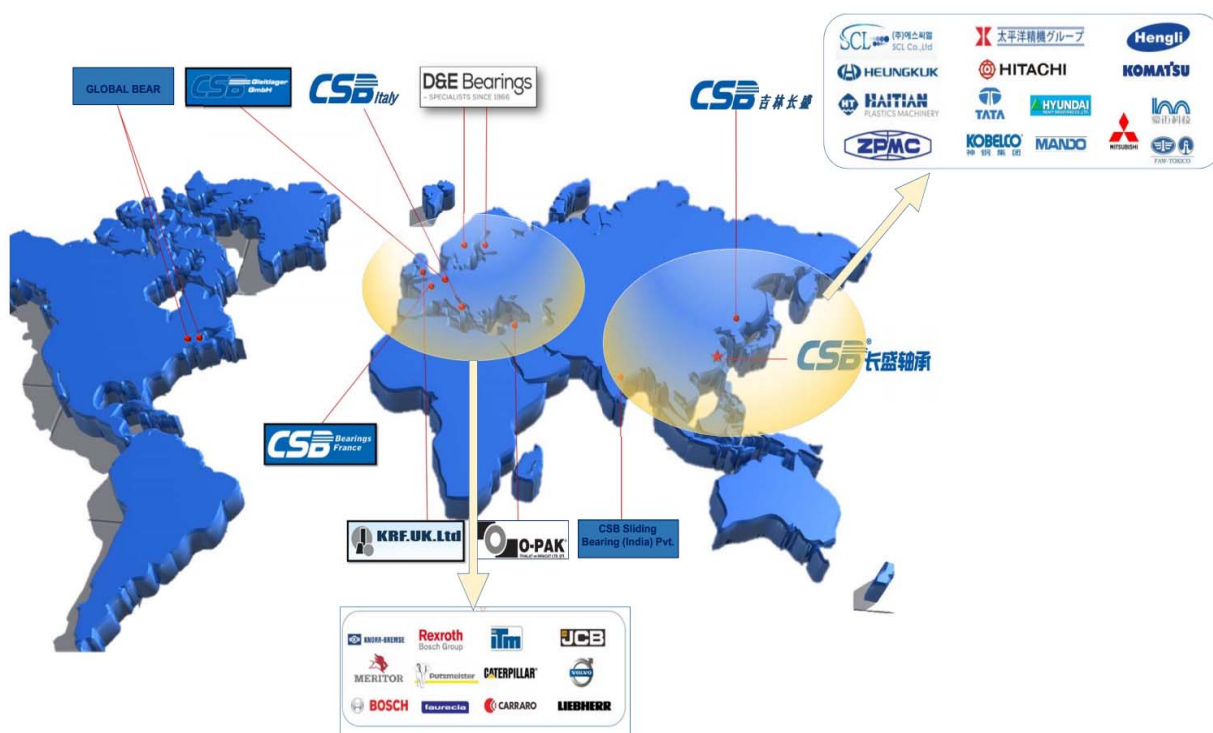 SCL (주)에스씨엘
SCL Co.,Ltd
太平洋精機グループ
Hengli
HEUNGKUK
HITACHI
KOMATSU
HAITIAN
PLASTICS MACHINERY
TATA
HYUNDAI
ZPMC
KOBELCO
神钢集团
MANDO
MITSUBISHI
FAW-TOKICO
GLOBAL BEAR
CSB Gleitlager
GmbH
CSB Italy
D&E Bearings
– SPECIALISTS SINCE 1966
CSB 吉林长盛
CSB® 长盛轴承
CSB Bearings
France
KRF.UK.Ltd
O-PAK
CSB Sliding
Bearing (India) Pvt.
KNORR-BREMSE
Rexroth
Bosch Group
iTm
JCB
MERITOR
Putzmeister
CATERPILLAR®
VOLVO
BOSCH
faurecia
CARRARO
LIEBHERR